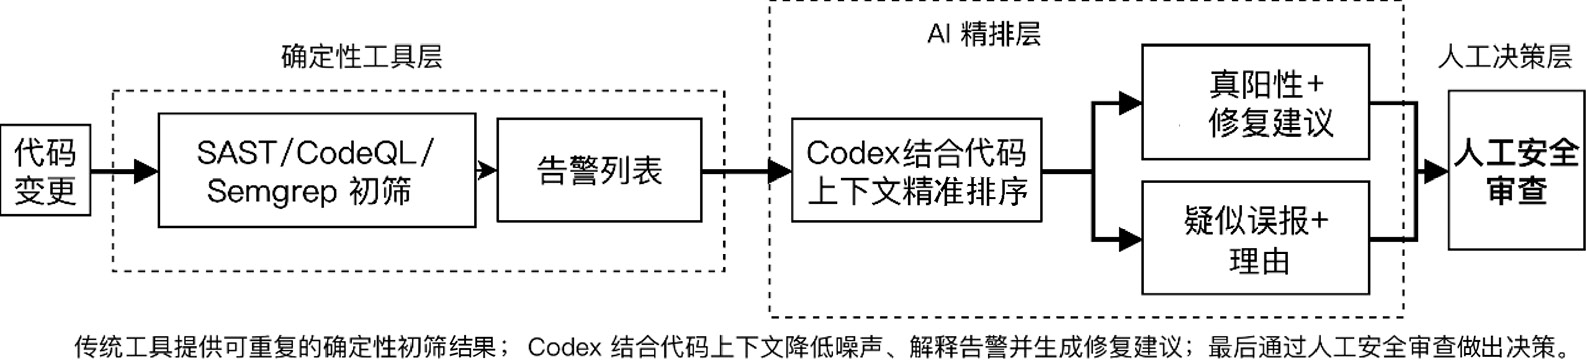 确定性工具层
AI 精排层
人工决策层
代码
变更
SAST/CodeQL/
Semgrep 初筛
告警列表
Codex结合代码
上下文精准排序
真阳性+
修复建议
疑似误报+
理由
人工安全
审查
传统工具提供可重复的确定性初筛结果；Codex 结合代码上下文降低噪声、解释告警并生成修复建议；最后通过人工安全审查做出决策。